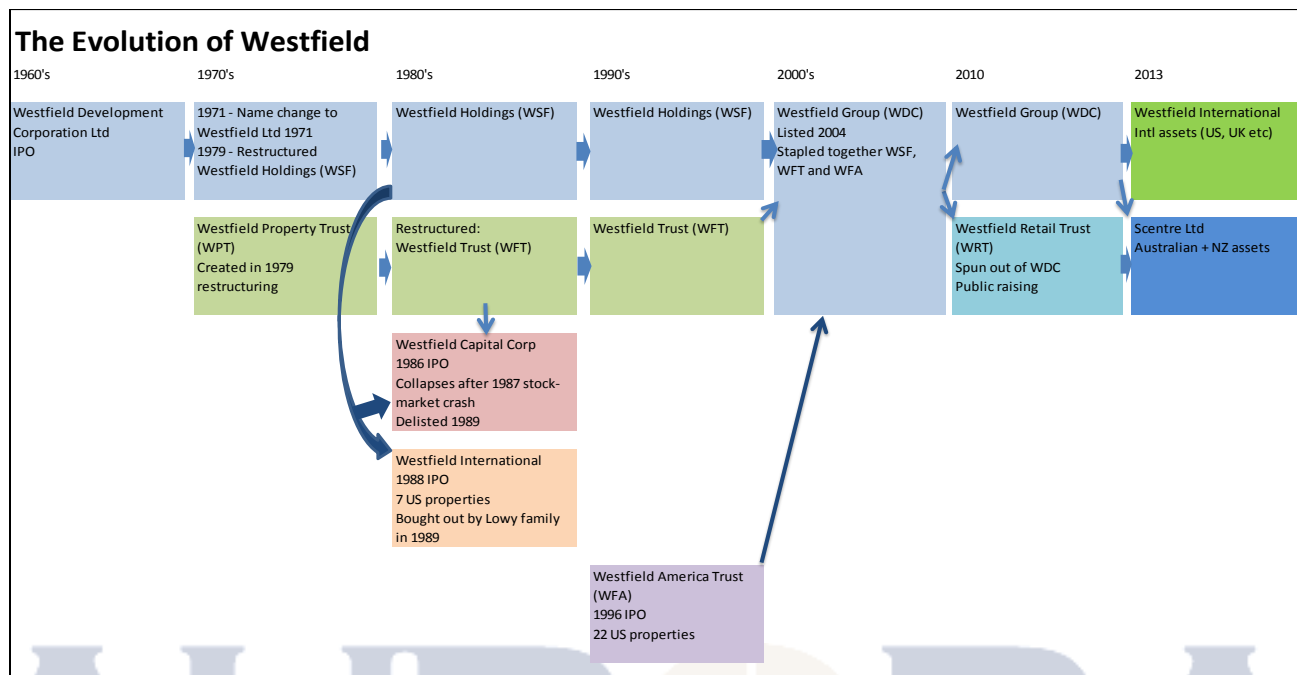 The Evolution of Westfield
1960's
1970's
1980's
1990's
2000's
2010
2013
Westfield Development
Corporation Ltd
IPO
1971 - Name change to
Westfield Ltd 1971
1979 - Restructured
Westfield Holdings (WSF)
Westfield Holdings (WSF)
Westfield Holdings (WSF)
Westfield Group (WDC)
Listed 2004
Stapled together WSF,
WFT and WFA
Westfield Group (WDC)
Westfield International
Intl assets (US, UK etc)
Westfield Property Trust
(WPT)
Created in 1979
restructuring
Restructured:
Westfield Trust (WFT)
Westfield Trust (WFT)
Westfield Retail Trust
(WRT)
Spun out of WDC
Public raising
Scentre Ltd
Australian + NZ assets
Westfield Capital Corp
1986 IPO
Collapses after 1987 stock-
market crash
Delisted 1989
Westfield International
1988 IPO
7 US properties
Bought out by Lowy family
in 1989
Westfield America Trust
(WFA)
1996 IPO
22 US properties